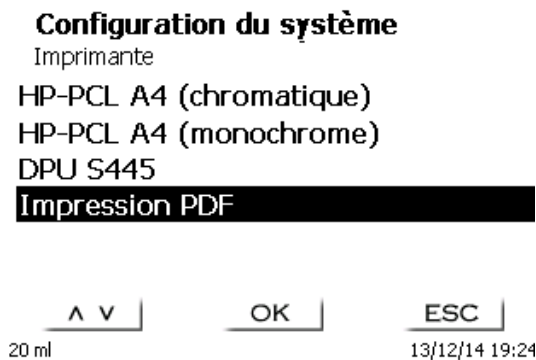 Configuration du système
Imprimante
HP-PCL A4 (chromatique)
HP-PCL A4 (monochrome)
DPU S445
Impression PDF
∧ ∨ OK ESC
20 ml 13/12/14 19:24